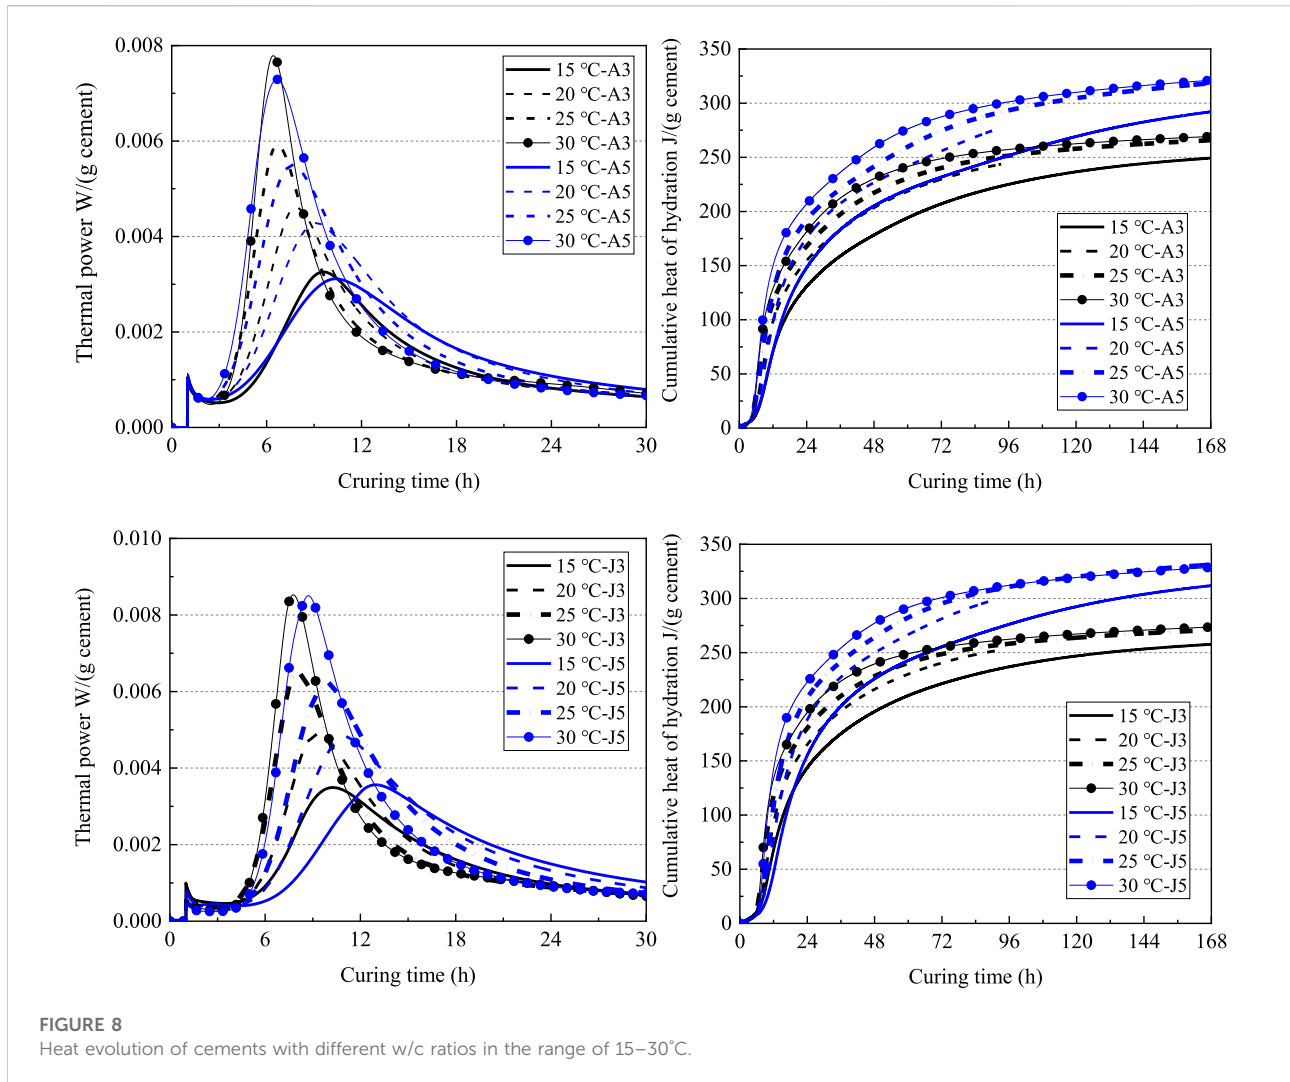 0.008
0.006
0.004
0.002
0.000
Thermal power W/(g cement)
0
6
12
18
24
30
Cruring time (h)
15 ℃-A3
20 ℃-A3
25 ℃-A3
30 ℃-A3
15 ℃-A5
20 ℃-A5
25 ℃-A5
30 ℃-A5
350
300
250
200
150
100
50
0
Cumulative heat of hydration J/(g cement)
0
24
48
72
96
120
144
168
Curing time (h)
15 ℃-A3
20 ℃-A3
25 ℃-A3
30 ℃-A3
15 ℃-A5
20 ℃-A5
25 ℃-A5
30 ℃-A5
0.010
0.008
0.006
0.004
0.002
0.000
Thermal power W/(g cement)
0
6
12
18
24
30
Curing time (h)
15 ℃-J3
20 ℃-J3
25 ℃-J3
30 ℃-J3
15 ℃-J5
20 ℃-J5
25 ℃-J5
30 ℃-J5
350
300
250
200
150
100
50
0
Cumulative heat of hydration J/(g cement)
0
24
48
72
96
120
144
168
Curing time (h)
15 ℃-J3
20 ℃-J3
25 ℃-J3
30 ℃-J3
15 ℃-J5
20 ℃-J5
25 ℃-J5
30 ℃-J5
FIGURE 8
Heat evolution of cements with different w/c ratios in the range of 15–30°C.